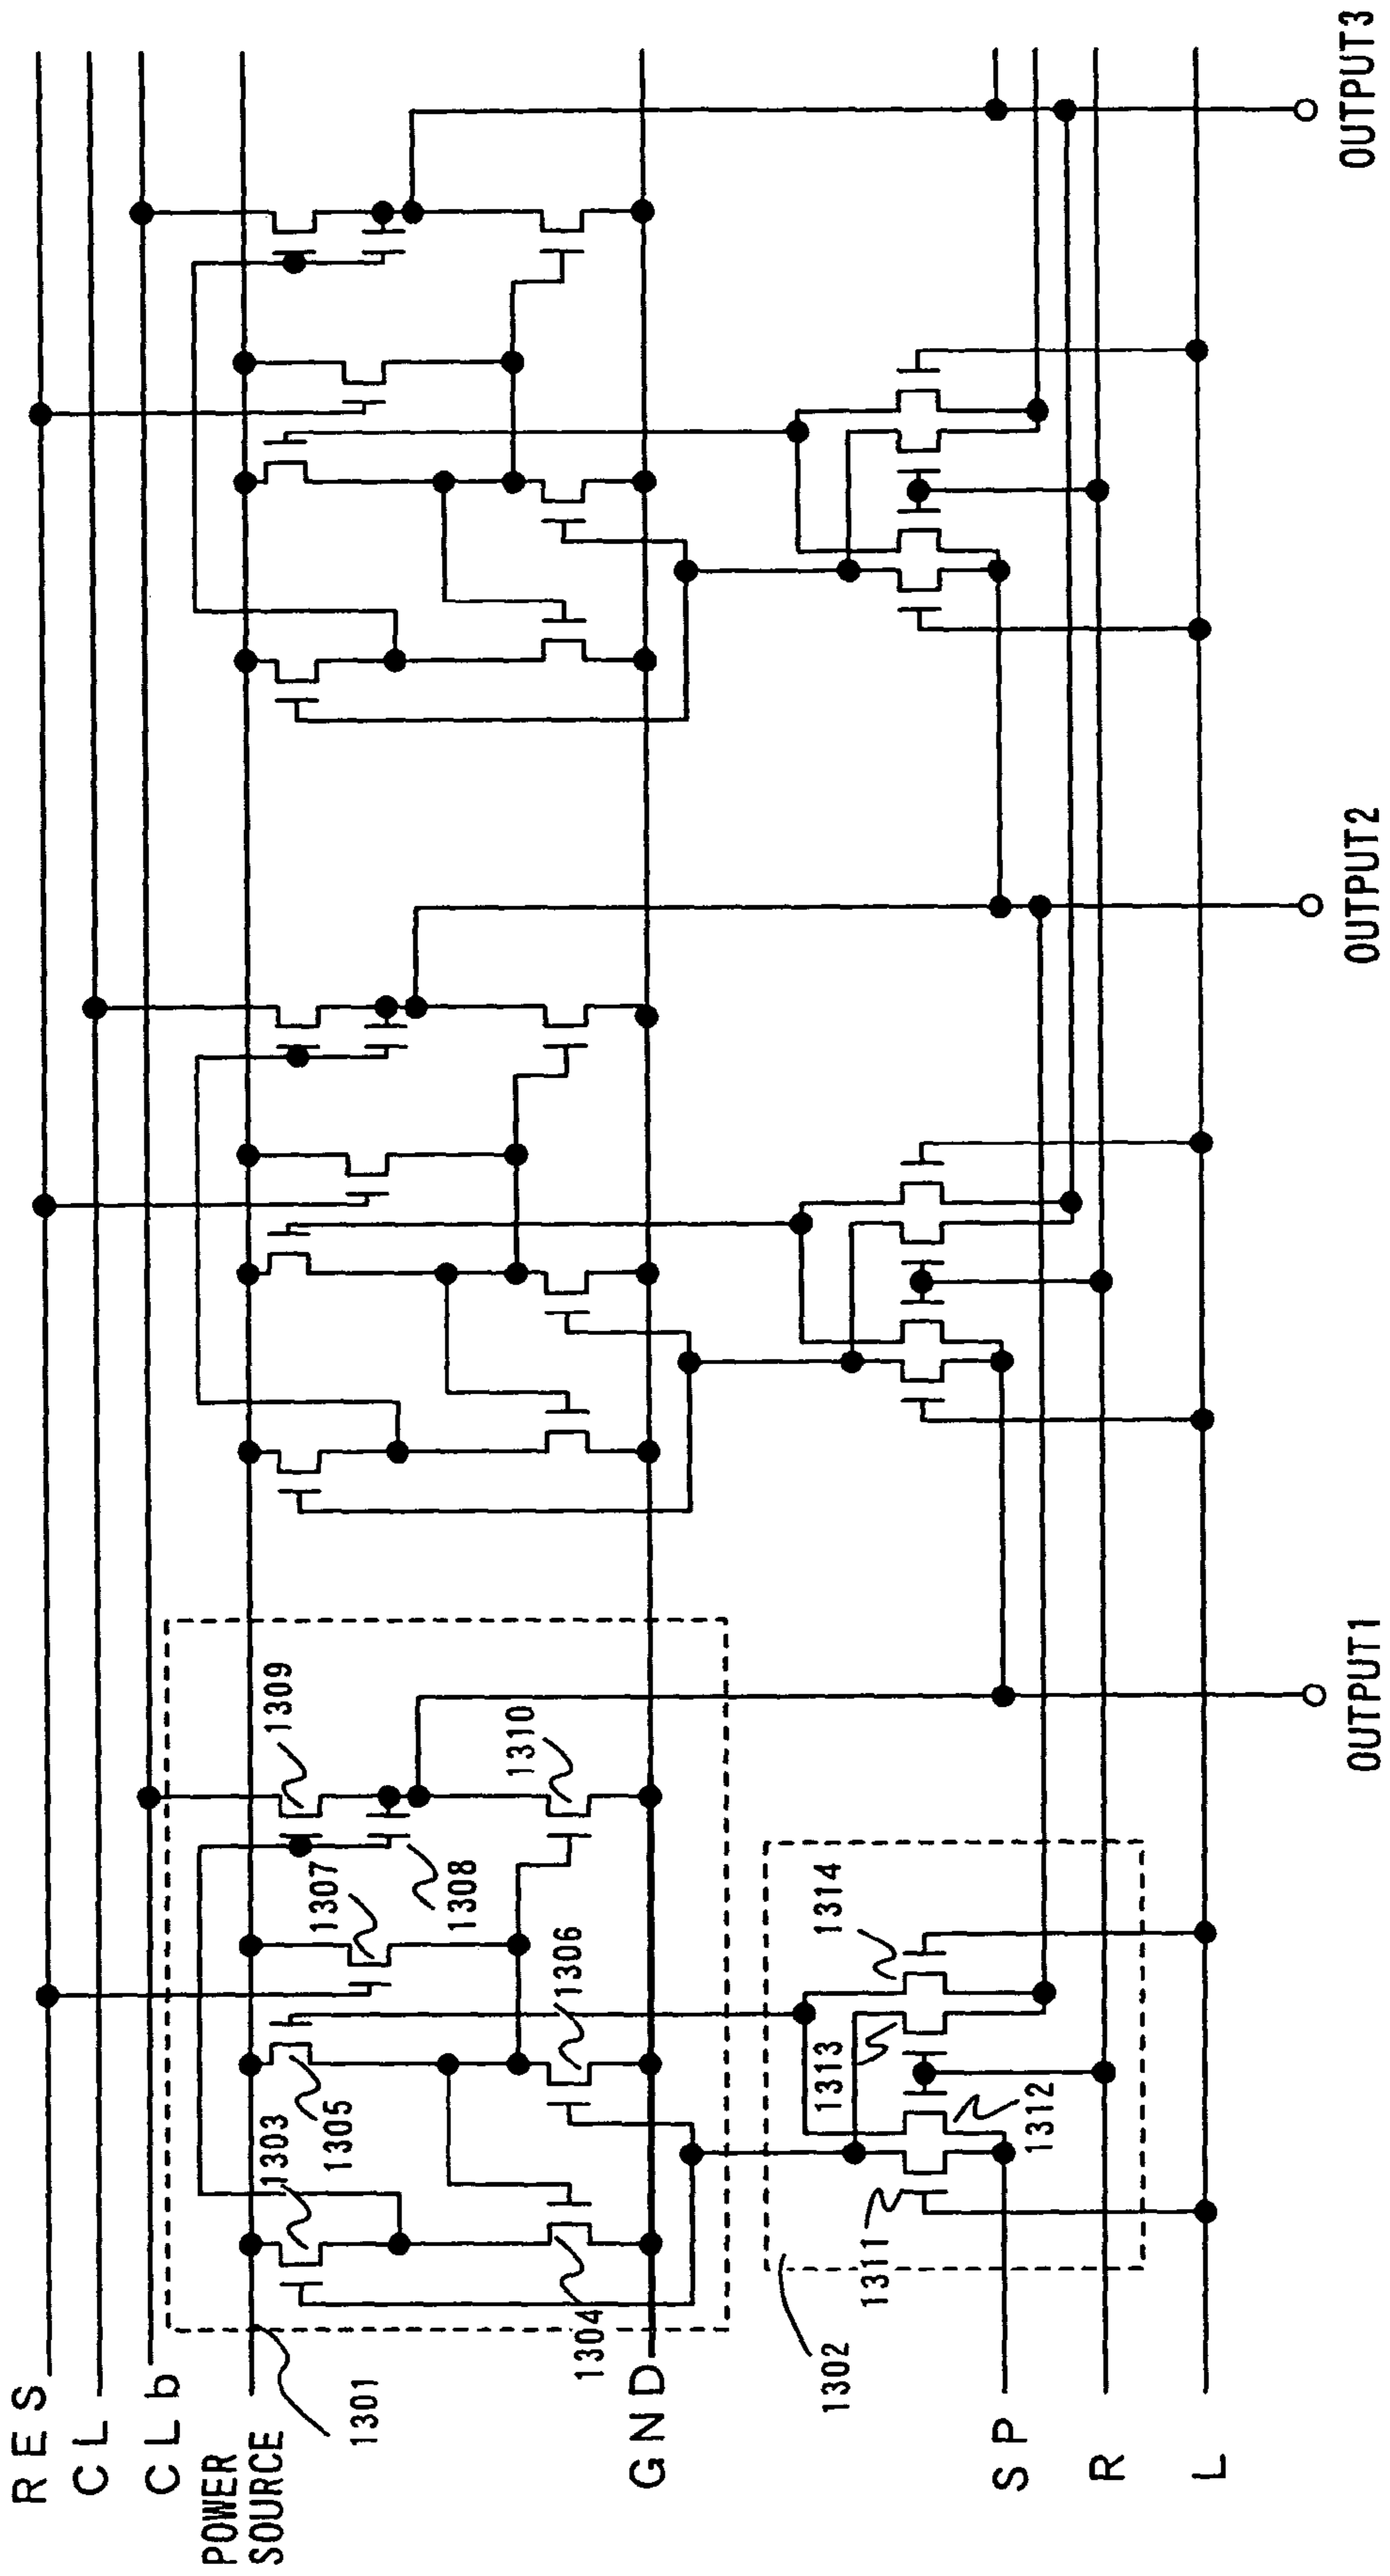 RES
CL
CLb
POWER
SOURCE
GND
SP
R
L
1301
1302
1303
1304
1305
1306
1307
1308
1309
1310
1311
1312
1313
1314
OUTPUT1
OUTPUT2
OUTPUT3